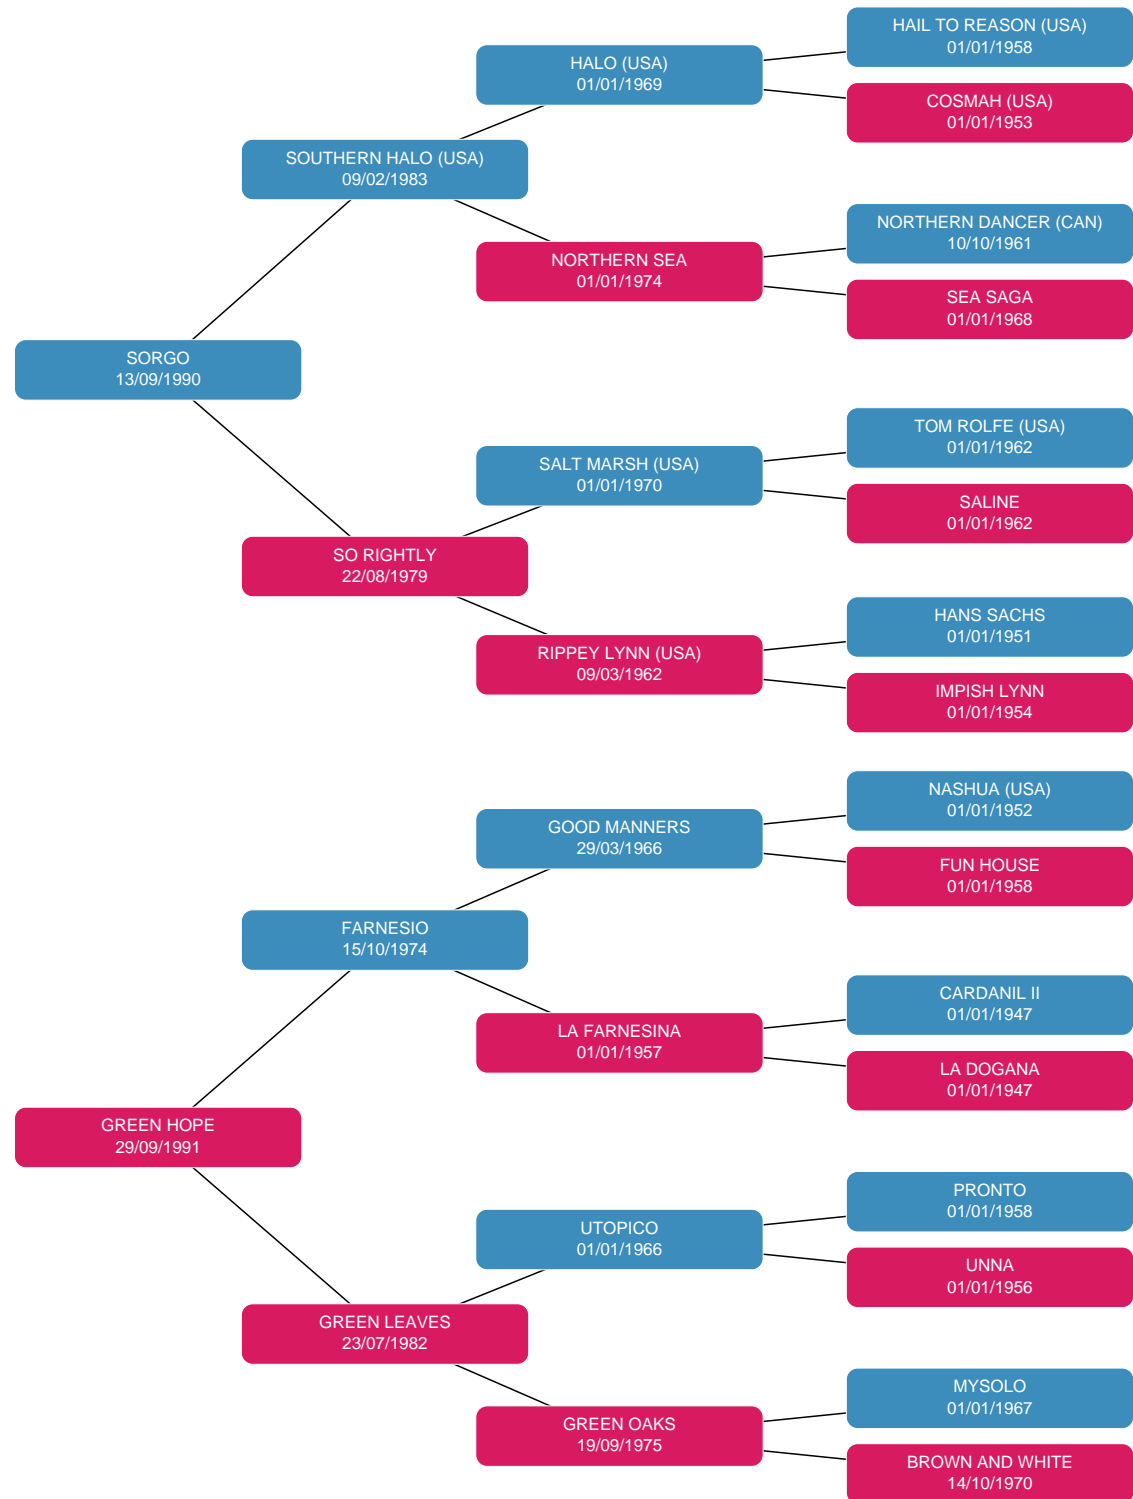 HAIL TO REASON (USA)
01/01/1958
HALO (USA)
01/01/1969
COSMAH (USA)
01/01/1953
SOUTHERN HALO (USA)
09/02/1983
NORTHERN DANCER (CAN)
10/10/1961
NORTHERN SEA
01/01/1974
SEA SAGA
01/01/1968
SORGO
13/09/1990
TOM ROLFE (USA)
01/01/1962
SALT MARSH (USA)
01/01/1970
SALINE
01/01/1962
SO RIGHTLY
22/08/1979
HANS SACHS
01/01/1951
RIPPEY LYNN (USA)
09/03/1962
IMPISH LYNN
01/01/1954
NASHUA (USA)
01/01/1952
GOOD MANNERS
29/03/1966
FUN HOUSE
01/01/1958
FARNESIO
15/10/1974
CARDANIL II
01/01/1947
LA FARNESINA
01/01/1957
LA DOGANA
01/01/1947
GREEN HOPE
29/09/1991
PRONTO
01/01/1958
UTOPICO
01/01/1966
UNNA
01/01/1956
GREEN LEAVES
23/07/1982
MYSOLO
01/01/1967
GREEN OAKS
19/09/1975
BROWN AND WHITE
14/10/1970